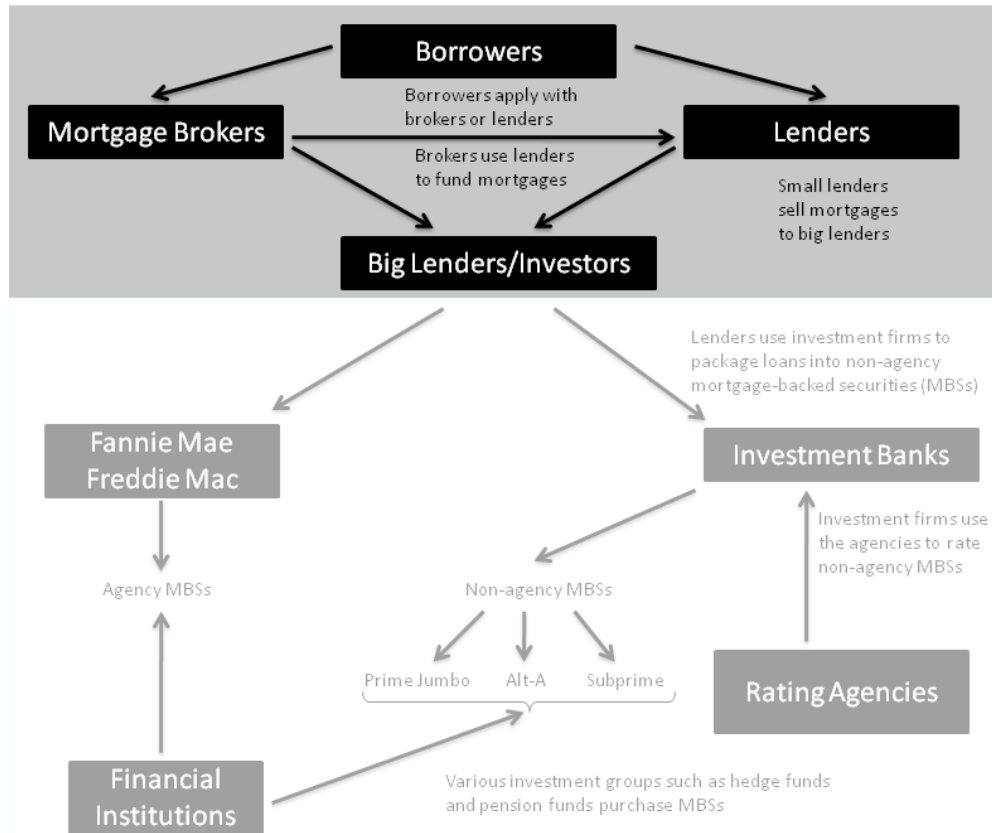 Borrowers
Borrowers apply with
brokers or lenders
Mortgage Brokers
Lenders
Brokers use lenders
to fund mortgages
Small lenders
sell mortgages
to big lenders
Big Lenders/Investors
Lenders use investment firms to
package loans into non-agency
mortgage-backed securities (MBSs)
Fannie Mae
Freddie Mac
Investment Banks
Investment firms use
the agencies to rate
non-agency MBSs
Agency MBSs
Non-agency MBSs
Prime Jumbo
Alt-A
Subprime
Rating Agencies
Financial
Institutions
Various investment groups such as hedge funds
and pension funds purchase MBSs